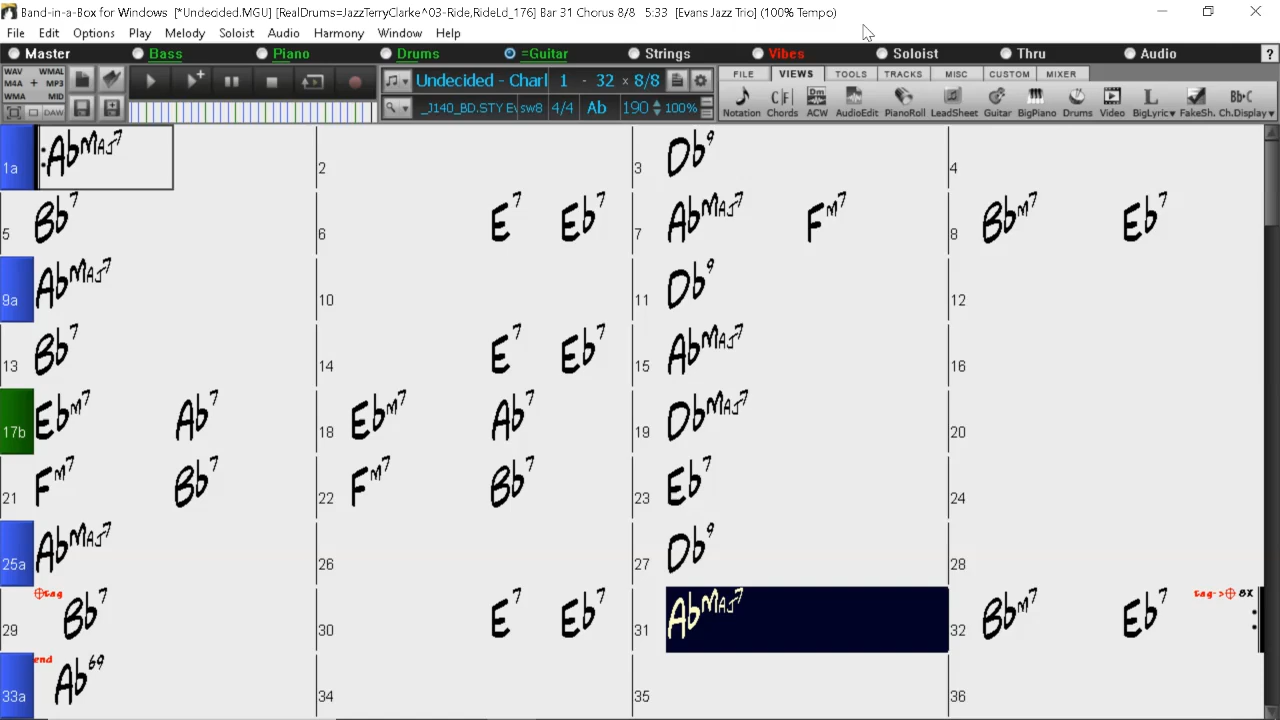 Band-in-a-Box for Windows [*Undecided.MGU] [RealDrums=JazzTerryClarke^03-Ride,RideLd_176] Bar 31 Chorus 8/8 5:33 [Evans Jazz Trio] (100% Tempo)
File Edit Options Play Melody Soloist Audio Harmony Window Help
Master Bass Piano Drums =Guitar Strings Vibes Soloist Thru Audio ?
WAV WMAL
M4A + MP3
WMA MID
DAW
Undecided - Charl 1 - 32 x 8/8
_J140_BD.STY Ev sw8 4/4 Ab 190 100%
FILE VIEWS TOOLS TRACKS MISC CUSTOM MIXER
C|F| Dm Bb·C
Notation Chords ACW AudioEdit PianoRoll LeadSheet Guitar BigPiano Drums Video BigLyric FakeSh. Ch.Display
1a :AbMAJ7 2 3 Db9 4
5 Bb7 6 E7 Eb7 7 AbMAJ7 Fm7 8 Bbm7 Eb7
9a AbMAJ7 10 11 Db9 12
13 Bb7 14 E7 Eb7 15 AbMAJ7 16
17b Ebm7 Ab7 18 Ebm7 Ab7 19 DbMAJ7 20
21 Fm7 Bb7 22 Fm7 Bb7 23 Eb7 24
25a AbMAJ7 26 27 Db9 28
tag tag-> 8X
29 Bb7 30 E7 Eb7 31 AbMAJ7 32 Bbm7 Eb7 :
end
33a Ab69 34 35 36